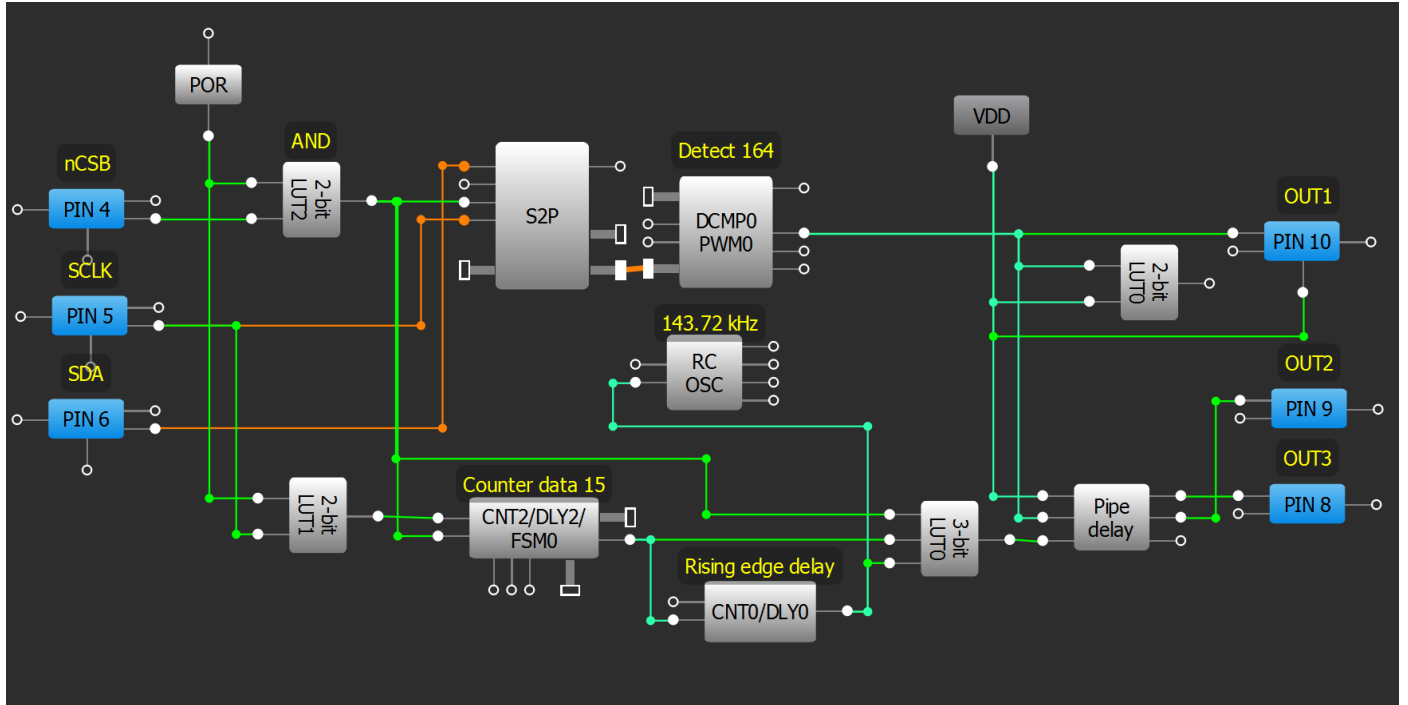 POR
nCSB
PIN 4
SCLK
PIN 5
SDA
PIN 6
AND
2-bit
LUT2
2-bit
LUT1
S2P
Detect 164
DCMP0
PWM0
143.72 kHz
RC
OSC
Counter data 15
CNT2/DLY2/
FSM0
Rising edge delay
CNT0/DLY0
3-bit
LUT0
VDD
2-bit
LUT0
Pipe
delay
OUT1
PIN 10
OUT2
PIN 9
OUT3
PIN 8